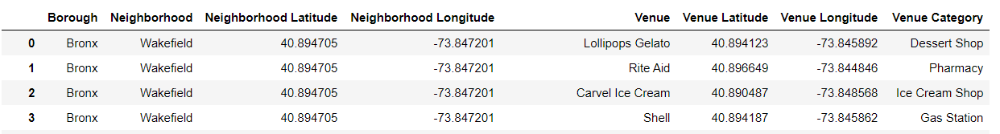 Borough Neighborhood Neighborhood Latitude Neighborhood Longitude Venue Venue Latitude Venue Longitude Venue Category
0 Bronx Wakefield 40.894705 -73.847201 Lollipops Gelato 40.894123 -73.845892 Dessert Shop
1 Bronx Wakefield 40.894705 -73.847201 Rite Aid 40.896649 -73.844846 Pharmacy
2 Bronx Wakefield 40.894705 -73.847201 Carvel Ice Cream 40.890487 -73.848568 Ice Cream Shop
3 Bronx Wakefield 40.894705 -73.847201 Shell 40.894187 -73.845862 Gas Station